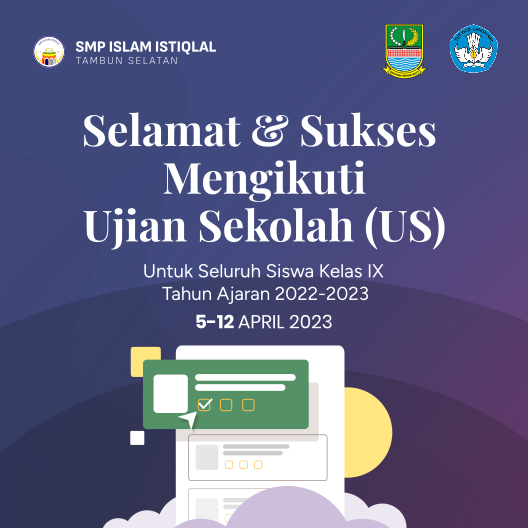 SMP ISLAM ISTIQLAL
TAMBUN SELATAN
Selamat & Sukses
Mengikuti
Ujian Sekolah (US)
Untuk Seluruh Siswa Kelas IX
Tahun Ajaran 2022-2023
5-12 APRIL 2023